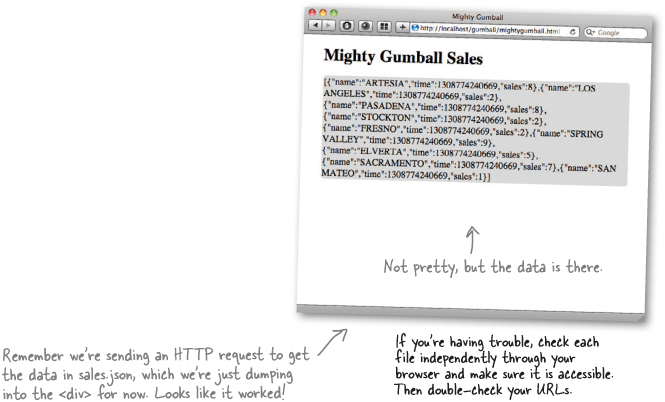 Mighty Gumball
http://localhost/gumball/mightygumball.html
Google
Mighty Gumball Sales
[{"name":"ARTESIA","time":1308774240669,"sales":8},{"name":"LOS
ANGELES","time":1308774240669,"sales":2},
{"name":"PASADENA","time":1308774240669,"sales":8},
{"name":"STOCKTON","time":1308774240669,"sales":2},
{"name":"FRESNO","time":1308774240669,"sales":2},{"name":"SPRING
VALLEY","time":1308774240669,"sales":9},
{"name":"ELVERTA","time":1308774240669,"sales":5},
{"name":"SACRAMENTO","time":1308774240669,"sales":7},{"name":"SAN
MATEO","time":1308774240669,"sales":1}]
Not pretty, but the data is there.
Remember we're sending an HTTP request to get
the data in sales.json, which we're just dumping
into the <div> for now. Looks like it worked!
If you're having trouble, check each
file independently through your
browser and make sure it is accessible.
Then double-check your URLs.